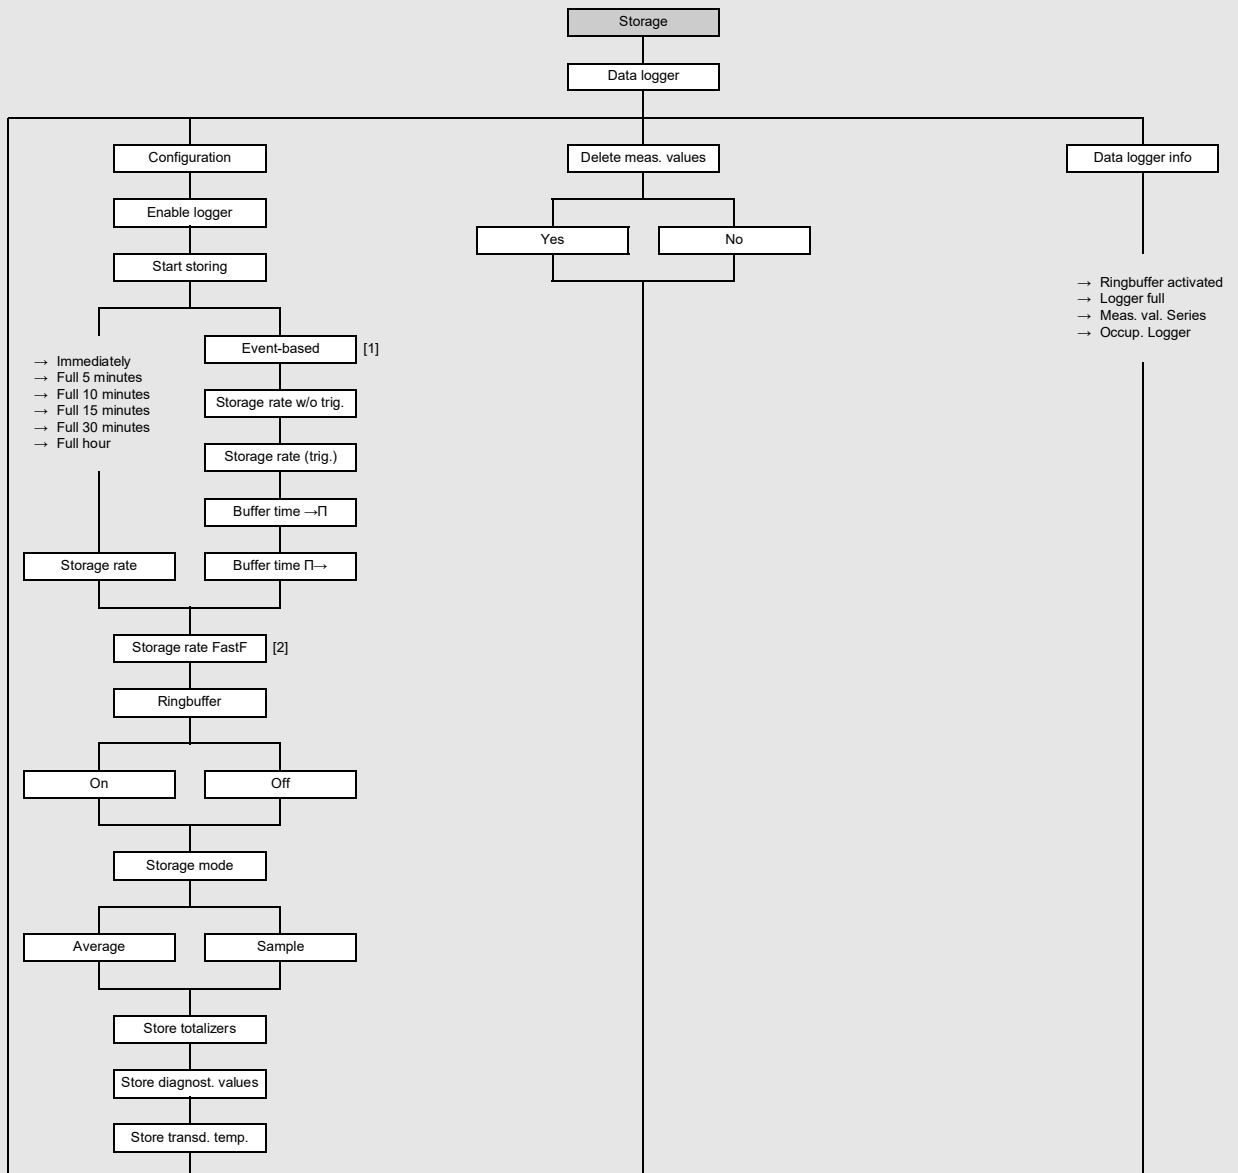 Storage
Data logger
Configuration
Delete meas. values
Data logger info
Enable logger
Yes
No
Start storing
→ Ringbuffer activated
→ Logger full
→ Meas. val. Series
→ Occup. Logger
→ Immediately
→ Full 5 minutes
→ Full 10 minutes
→ Full 15 minutes
→ Full 30 minutes
→ Full hour
Event-based [1]
Storage rate w/o trig.
Storage rate (trig.)
Buffer time →Π
Storage rate
Buffer time Π→
Storage rate FastF [2]
Ringbuffer
On
Off
Storage mode
Average
Sample
Store totalizers
Store diagnost. values
Store transd. temp.